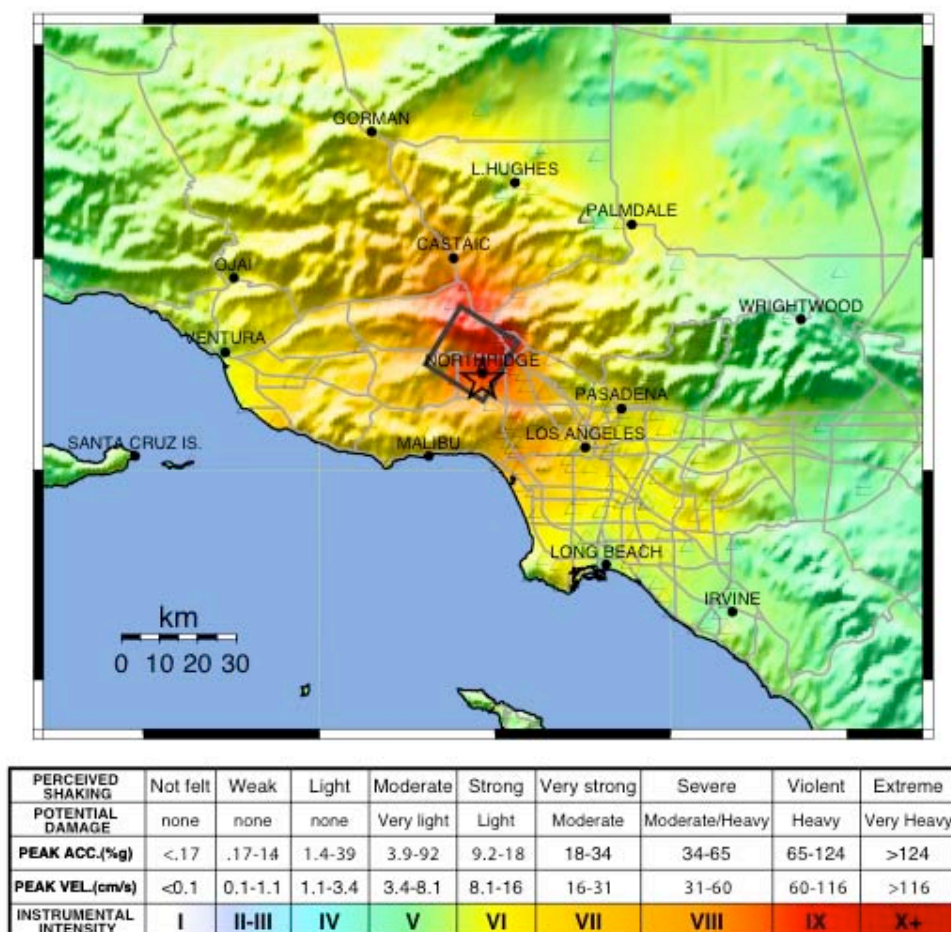 GORMAN
L.HUGHES
PALMDALE
CASTAIC
OJAI
WRIGHTWOOD
VENTURA
NORTHRIDGE
PASADENA
LOS ANGELES
SANTA CRUZ IS.
MALIBU
LONG BEACH
IRVINE
km
0 10 20 30
PERCEIVED SHAKING Not felt Weak Light Moderate Strong Very strong Severe Violent Extreme
POTENTIAL DAMAGE none none none Very light Light Moderate Moderate/Heavy Heavy Very Heavy
PEAK ACC.(%g) <.17 .17-14 1.4-39 3.9-92 9.2-18 18-34 34-65 65-124 >124
PEAK VEL.(cm/s) <0.1 0.1-1.1 1.1-3.4 3.4-8.1 8.1-16 16-31 31-60 60-116 >116
INSTRUMENTAL INTENSITY I II-III IV V VI VII VIII IX X+